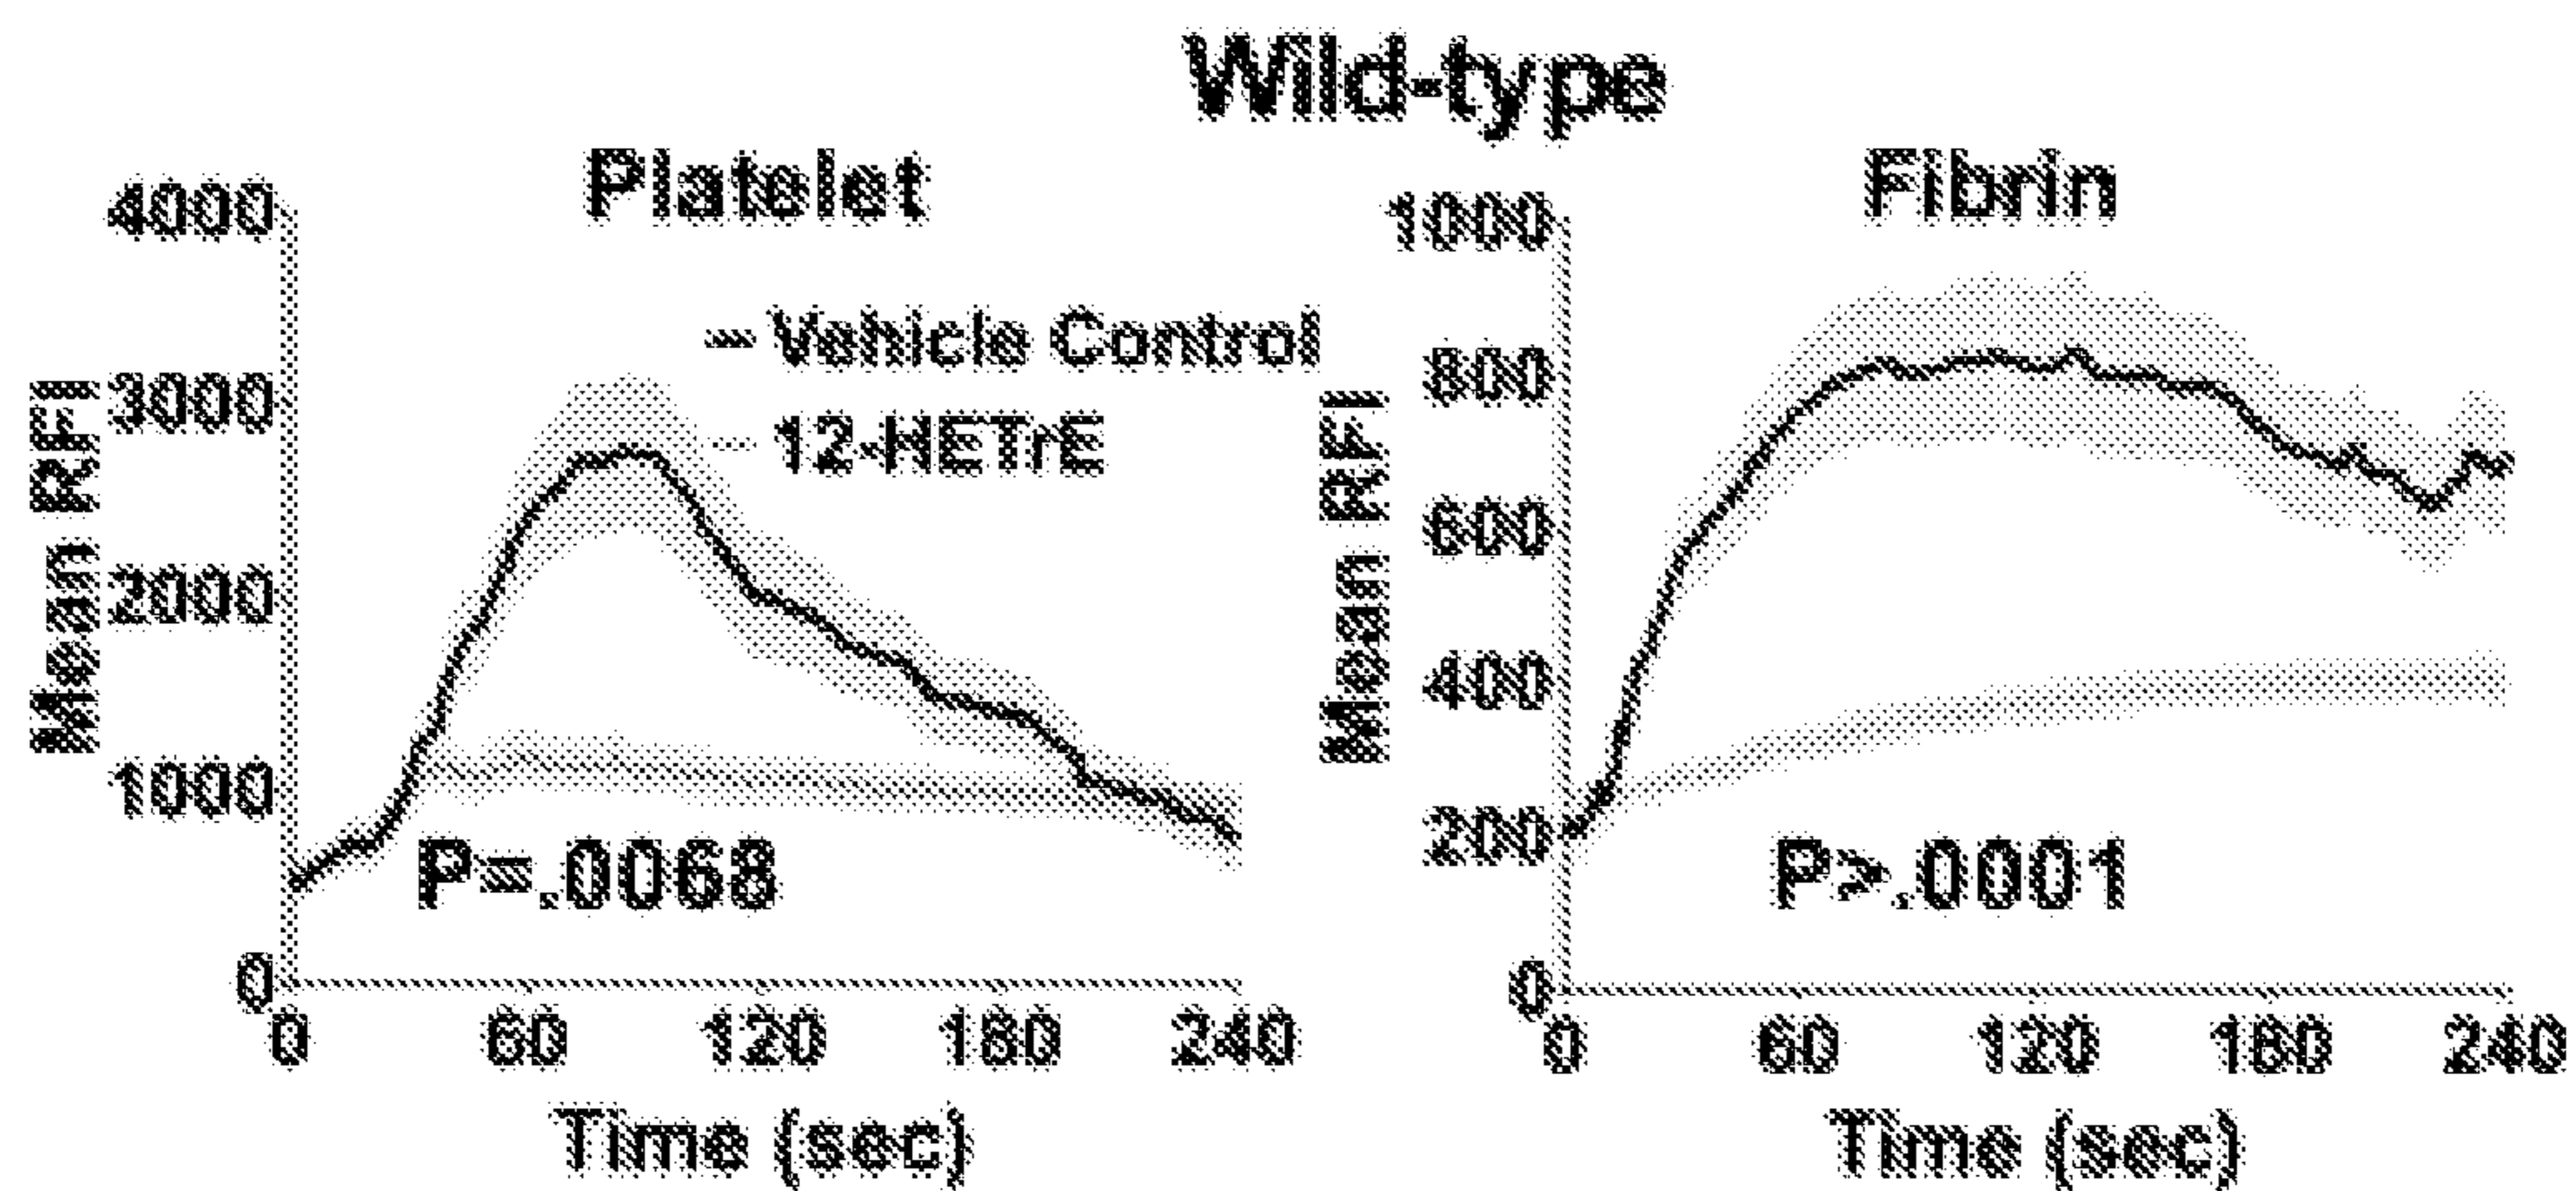 Wild-type
Platelet
4000
3000
2000
1000
0
Mean RFI
Vehicle Control
12-HETrE
P=.0068
0 60 120 180 240
Time (sec)
Fibrin
1000
800
600
400
200
0
Mean RFI
P>.0001
0 60 120 180 240
Time (sec)